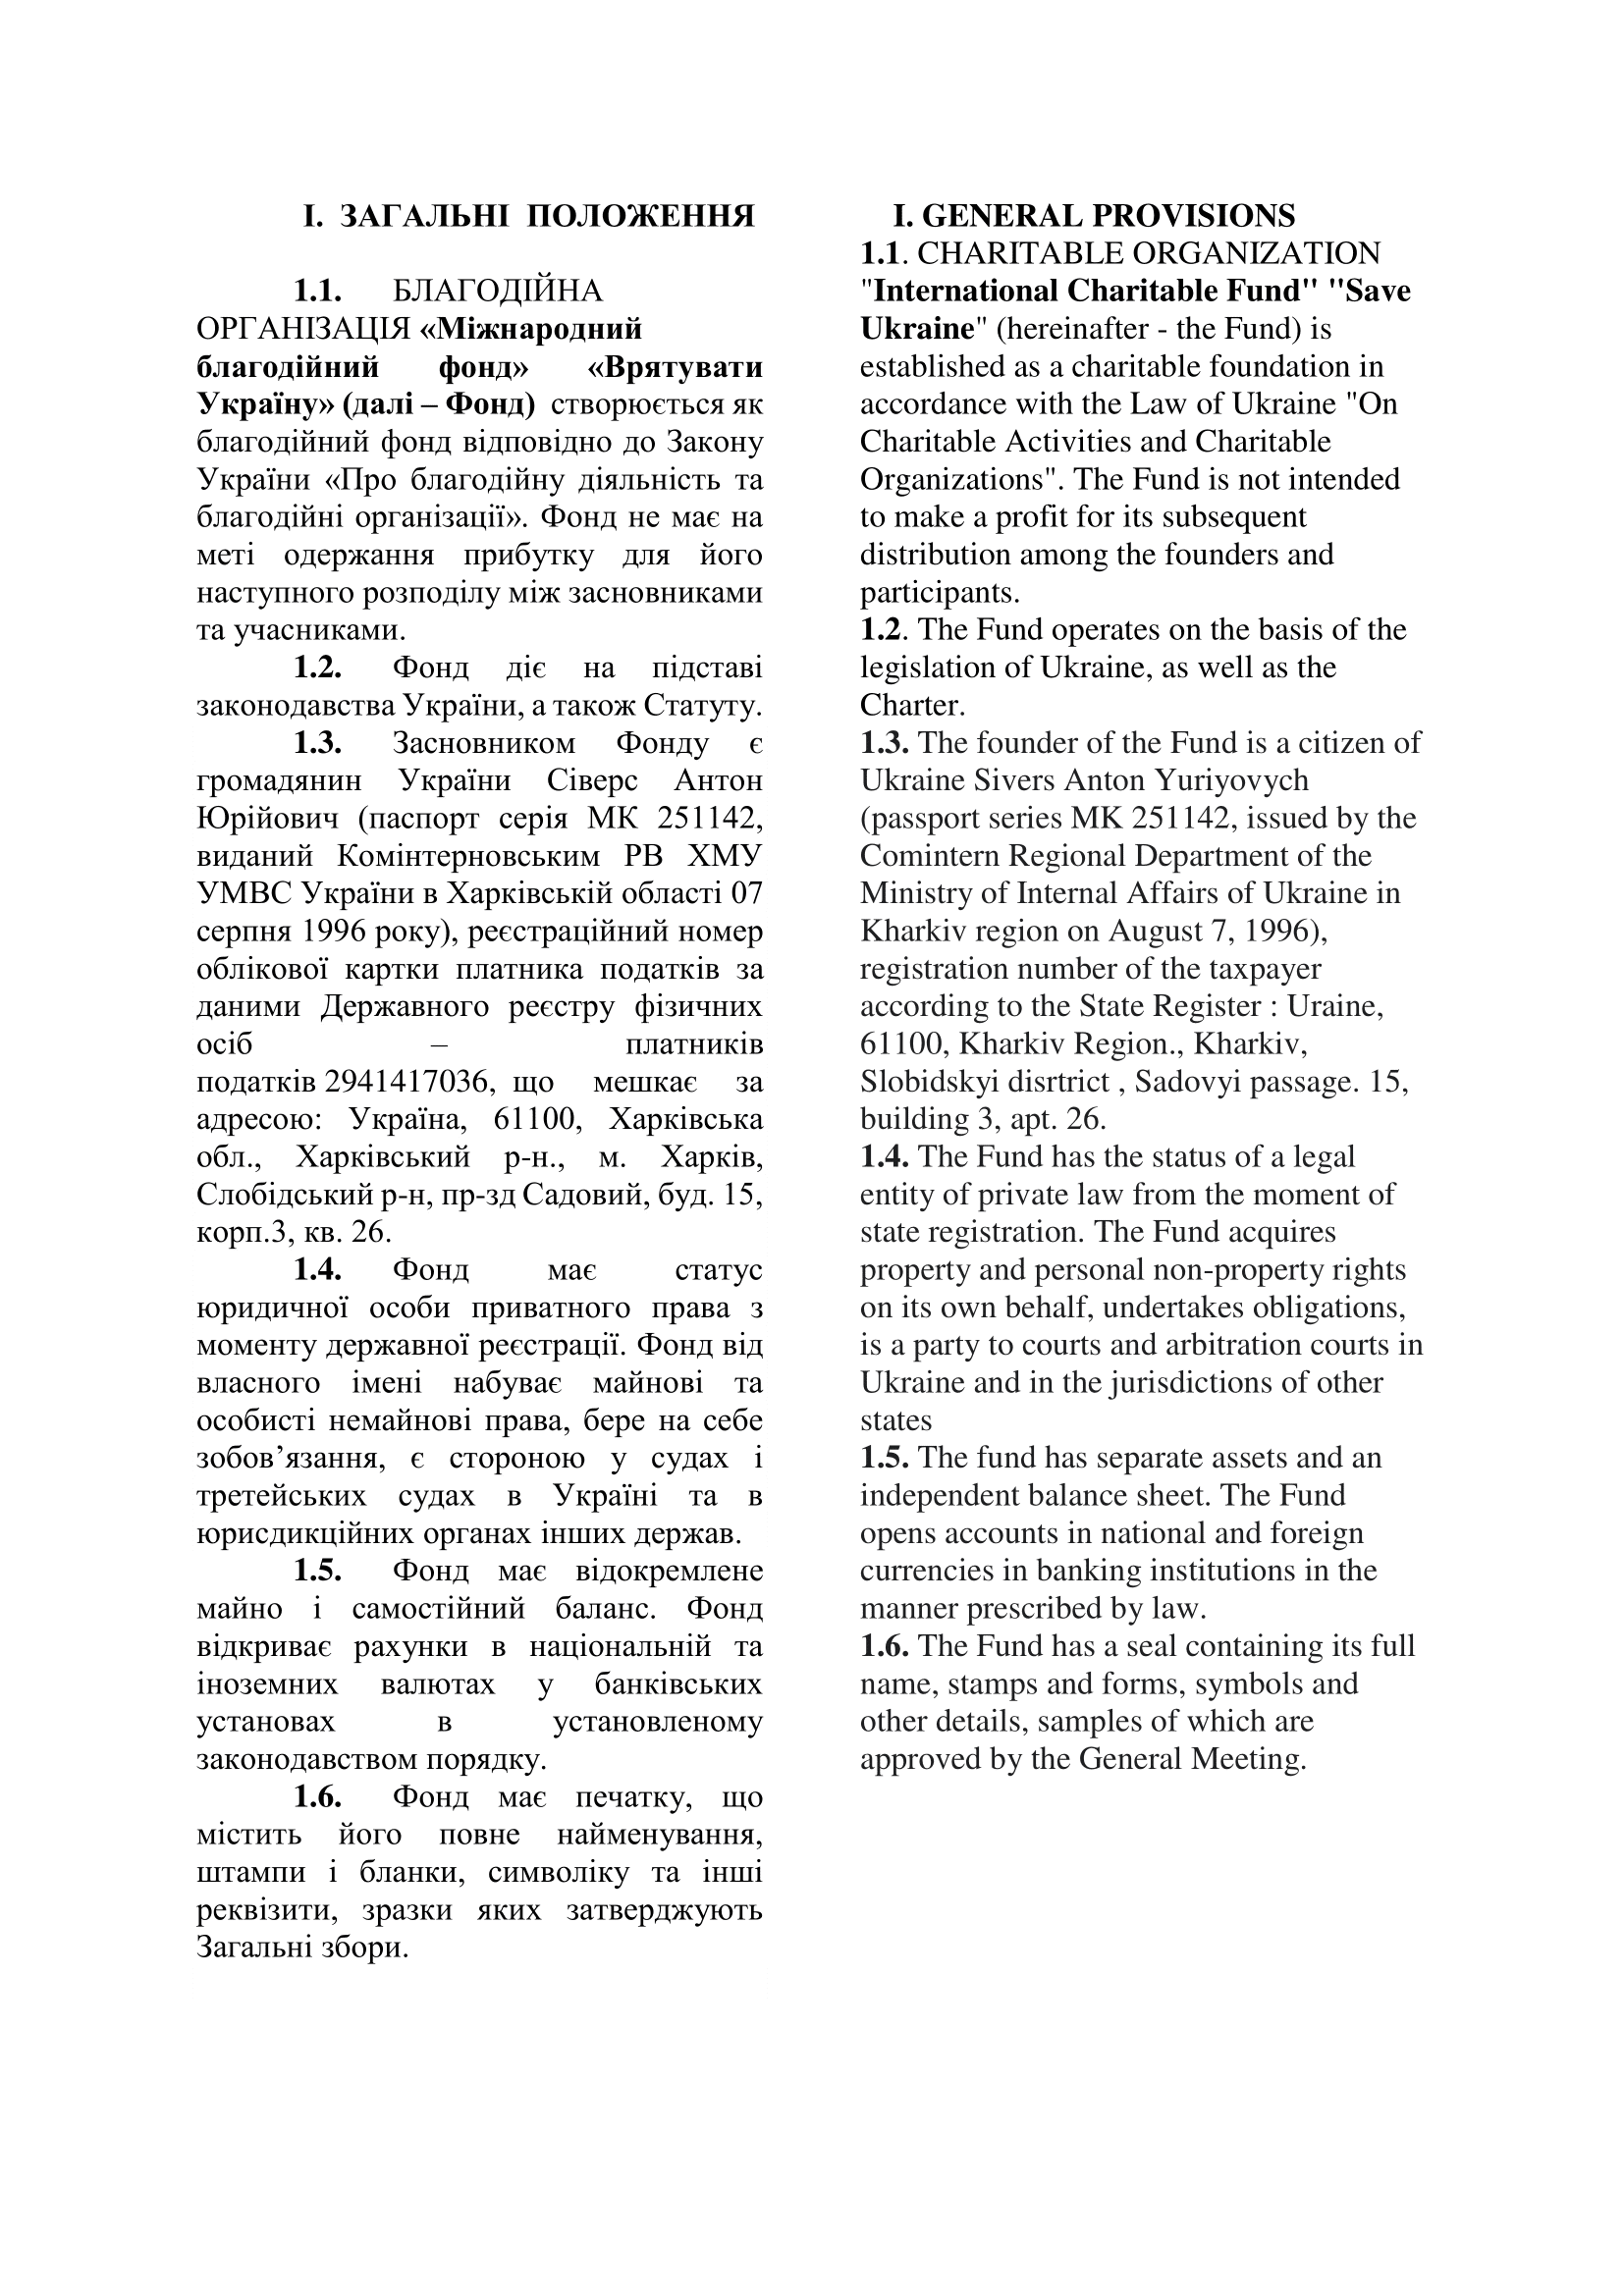 І. ЗАГАЛЬНІ ПОЛОЖЕННЯ
1.1. БЛАГОДІЙНА
ОРГАНІЗАЦІЯ «Міжнародний
благодійний фонд» «Врятувати
Україну» (далі – Фонд) створюється як
благодійний фонд відповідно до Закону
України «Про благодійну діяльність та
благодійні організації». Фонд не має на
меті одержання прибутку для його
наступного розподілу між засновниками
та учасниками.
1.2. Фонд діє на підставі
законодавства України, а також Статуту.
1.3. Засновником Фонду є
громадянин України Сіверс Антон
Юрійович (паспорт серія МК 251142,
виданий Комінтерновським РВ ХМУ
УМВС України в Харківській області 07
серпня 1996 року), реєстраційний номер
облікової картки платника податків за
даними Державного реєстру фізичних
осіб – платників
податків 2941417036, що мешкає за
адресою: Україна, 61100, Харківська
обл., Харківський р-н., м. Харків,
Слобідський р-н, пр-зд Садовий, буд. 15,
корп.3, кв. 26.
1.4. Фонд має статус
юридичної особи приватного права з
моменту державної реєстрації. Фонд від
власного імені набуває майнові та
особисті немайнові права, бере на себе
зобов’язання, є стороною у судах і
третейських судах в Україні та в
юрисдикційних органах інших держав.
1.5. Фонд має відокремлене
майно і самостійний баланс. Фонд
відкриває рахунки в національній та
іноземних валютах у банківських
установах в установленому
законодавством порядку.
1.6. Фонд має печатку, що
містить його повне найменування,
штампи і бланки, символіку та інші
реквізити, зразки яких затверджують
Загальні збори.
I. GENERAL PROVISIONS
1.1. CHARITABLE ORGANIZATION
"International Charitable Fund" "Save
Ukraine" (hereinafter - the Fund) is
established as a charitable foundation in
accordance with the Law of Ukraine "On
Charitable Activities and Charitable
Organizations". The Fund is not intended
to make a profit for its subsequent
distribution among the founders and
participants.
1.2. The Fund operates on the basis of the
legislation of Ukraine, as well as the
Charter.
1.3. The founder of the Fund is a citizen of
Ukraine Sivers Anton Yuriyovych
(passport series MK 251142, issued by the
Comintern Regional Department of the
Ministry of Internal Affairs of Ukraine in
Kharkiv region on August 7, 1996),
registration number of the taxpayer
according to the State Register : Uraine,
61100, Kharkiv Region., Kharkiv,
Slobidskyi disrtrict , Sadovyi passage. 15,
building 3, apt. 26.
1.4. The Fund has the status of a legal
entity of private law from the moment of
state registration. The Fund acquires
property and personal non-property rights
on its own behalf, undertakes obligations,
is a party to courts and arbitration courts in
Ukraine and in the jurisdictions of other
states
1.5. The fund has separate assets and an
independent balance sheet. The Fund
opens accounts in national and foreign
currencies in banking institutions in the
manner prescribed by law.
1.6. The Fund has a seal containing its full
name, stamps and forms, symbols and
other details, samples of which are
approved by the General Meeting.